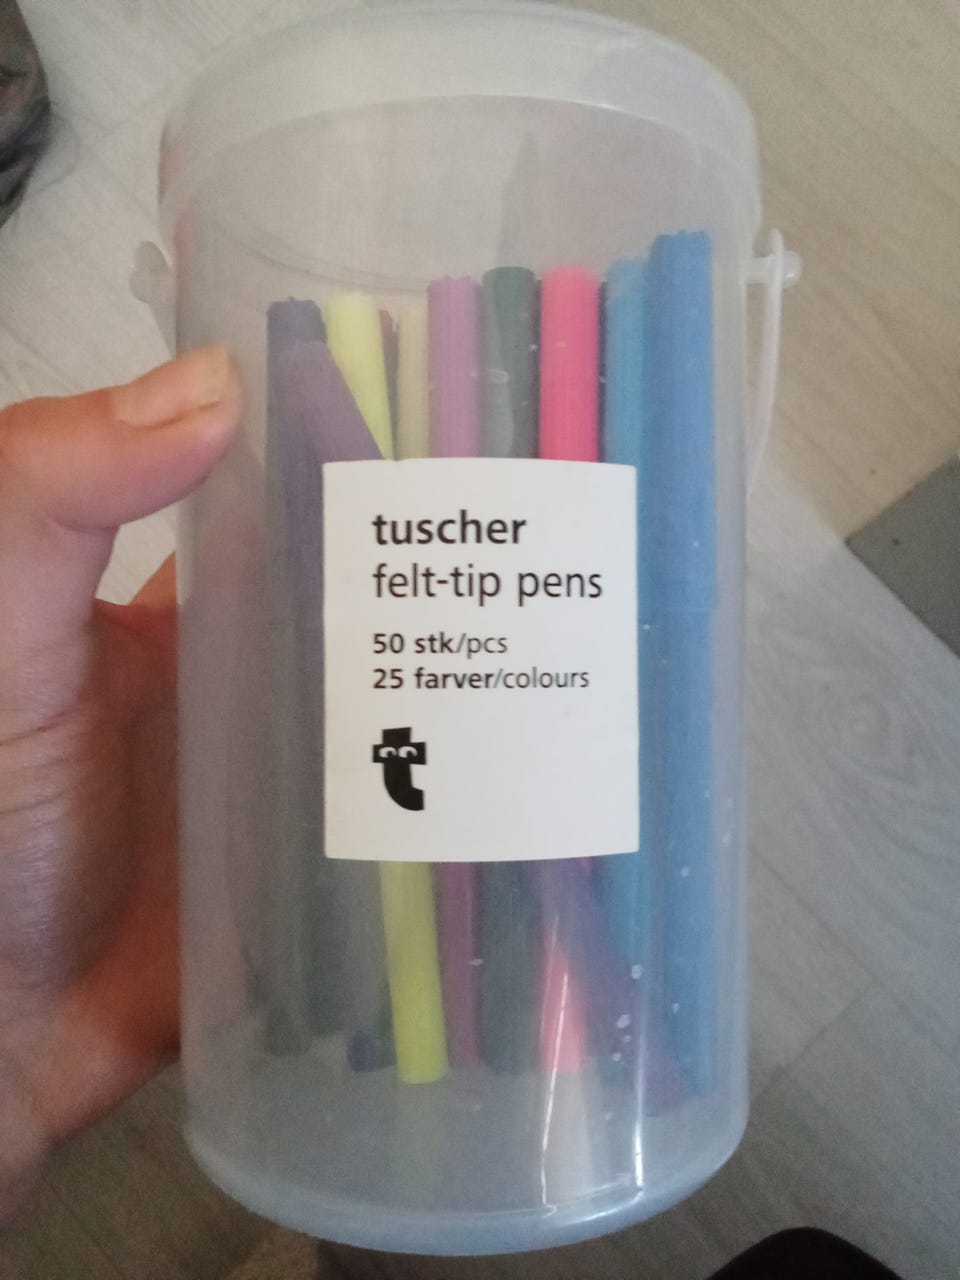 tuscher
felt-tip pens
50 stk/pcs
25 farver/colours
t